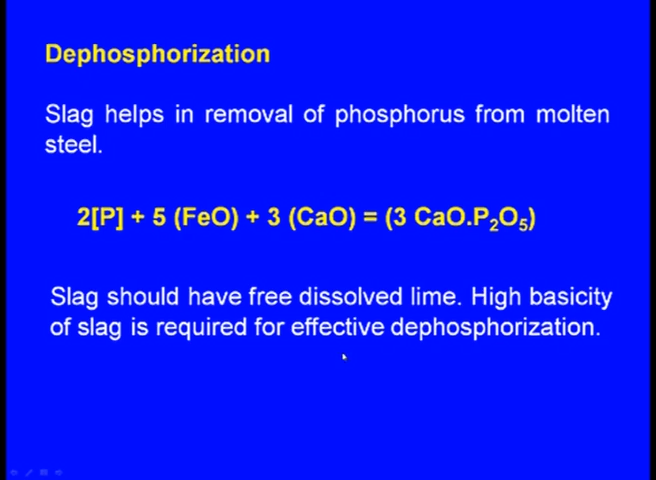 Dephosphorization
Slag helps in removal of phosphorus from molten
steel.
2[P] + 5 (FeO) + 3 (CaO) = (3 CaO.P₂O₅)
Slag should have free dissolved lime. High basicity
of slag is required for effective dephosphorization.